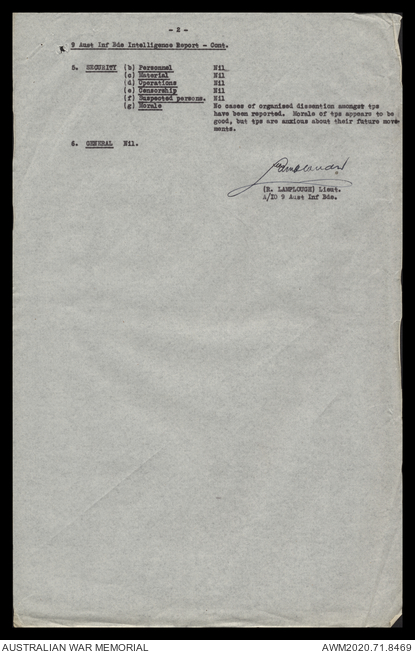 - 2 -
9 Aust Inf Bde Intelligence Report - Cont.
5. SECURITY (b) Personnel Nil
(c) Material Nil
(d) Operations Nil
(e) Censorship Nil
(f) Suspected persons. Nil
(g) Morale No cases of organised dissention amongst tps
have been reported. Morale of tps appears to be
good, but tps are anxious about their future move-
ments.
6. GENERAL Nil.
(R. LAMPLOUGH) Lieut.
A/IO 9 Aust Inf Bde.
AUSTRALIAN WAR MEMORIAL
AWM2020.71.8469